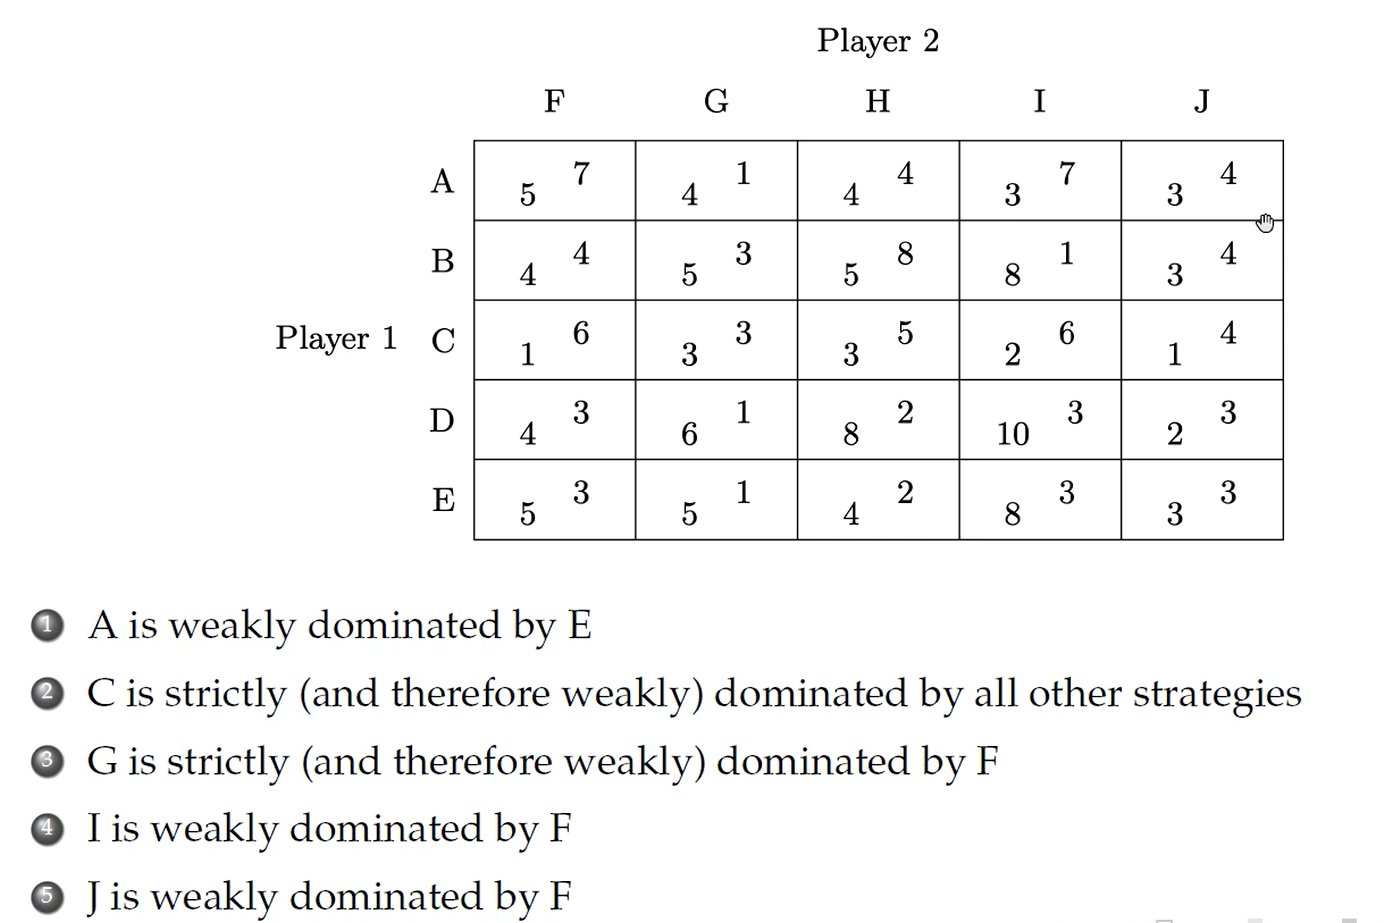 Player 2
F G H I J
A 5 7 4 1 4 4 3 7 3 4
B 4 4 5 3 5 8 8 1 3 4
Player 1 C 1 6 3 3 3 5 2 6 1 4
D 4 3 6 1 8 2 10 3 2 3
E 5 3 5 1 4 2 8 3 3 3
1 A is weakly dominated by E
2 C is strictly (and therefore weakly) dominated by all other strategies
3 G is strictly (and therefore weakly) dominated by F
4 I is weakly dominated by F
5 J is weakly dominated by F